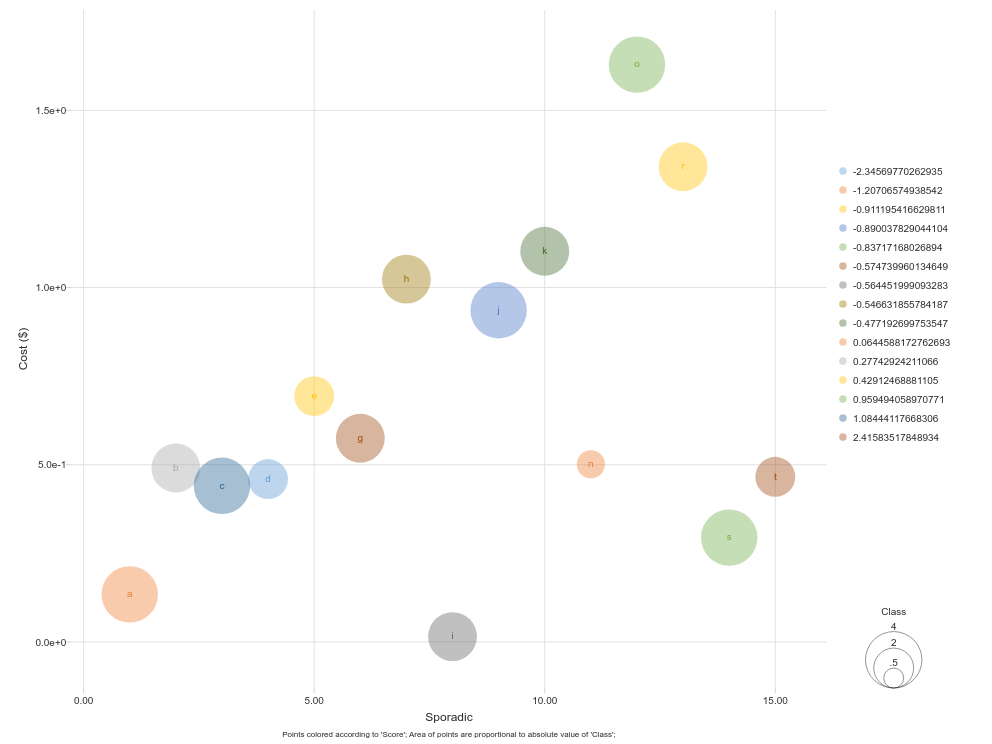 o
1.5e+0
r
-2.34569770262935
-1.20706574938542
-0.911195416629811
-0.890037829044104
k
-0.83717168026894
-0.574739960134649
h
-0.564451999093283
1.0e+0
-0.546631855784187
j
-0.477192699753547
0.0644588172762693
Cost ($)
0.27742924211066
0.42912468881105
e
0.959494058970771
1.08444117668306
g
2.41583517848934
5.0e-1
n
b
t
d
c
s
a
Class
4
i
0.0e+0
2
.5
0.00
5.00
10.00
15.00
Sporadic
Points colored according to 'Score'; Area of points are proportional to absolute value of 'Class';